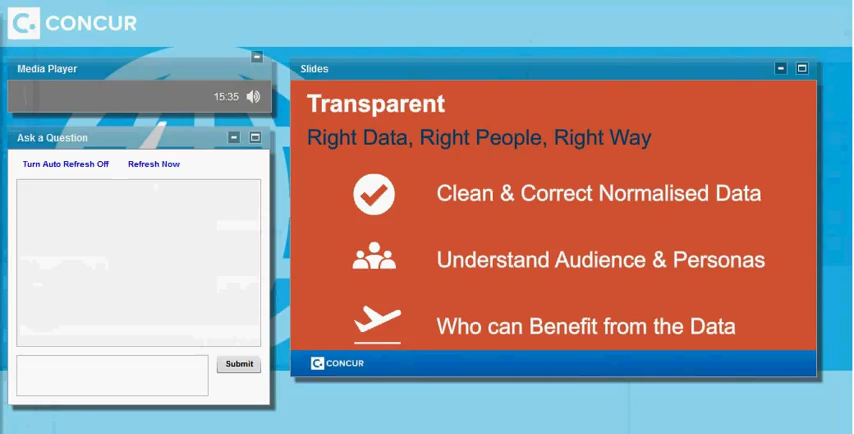 CONCUR
Media Player
15:35
Ask a Question
Turn Auto Refresh Off Refresh Now
Submit
Slides
Transparent
Right Data, Right People, Right Way
Clean & Correct Normalised Data
Understand Audience & Personas
Who can Benefit from the Data
CONCUR